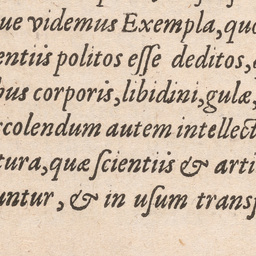 ue videmus Exempla, quo
entiis politos eſſe deditos,
bus corporis, libidini, gulæ,
rcolendum autem intellect
tura, quæ ſcientiis & arti
untur, & in uſum transf